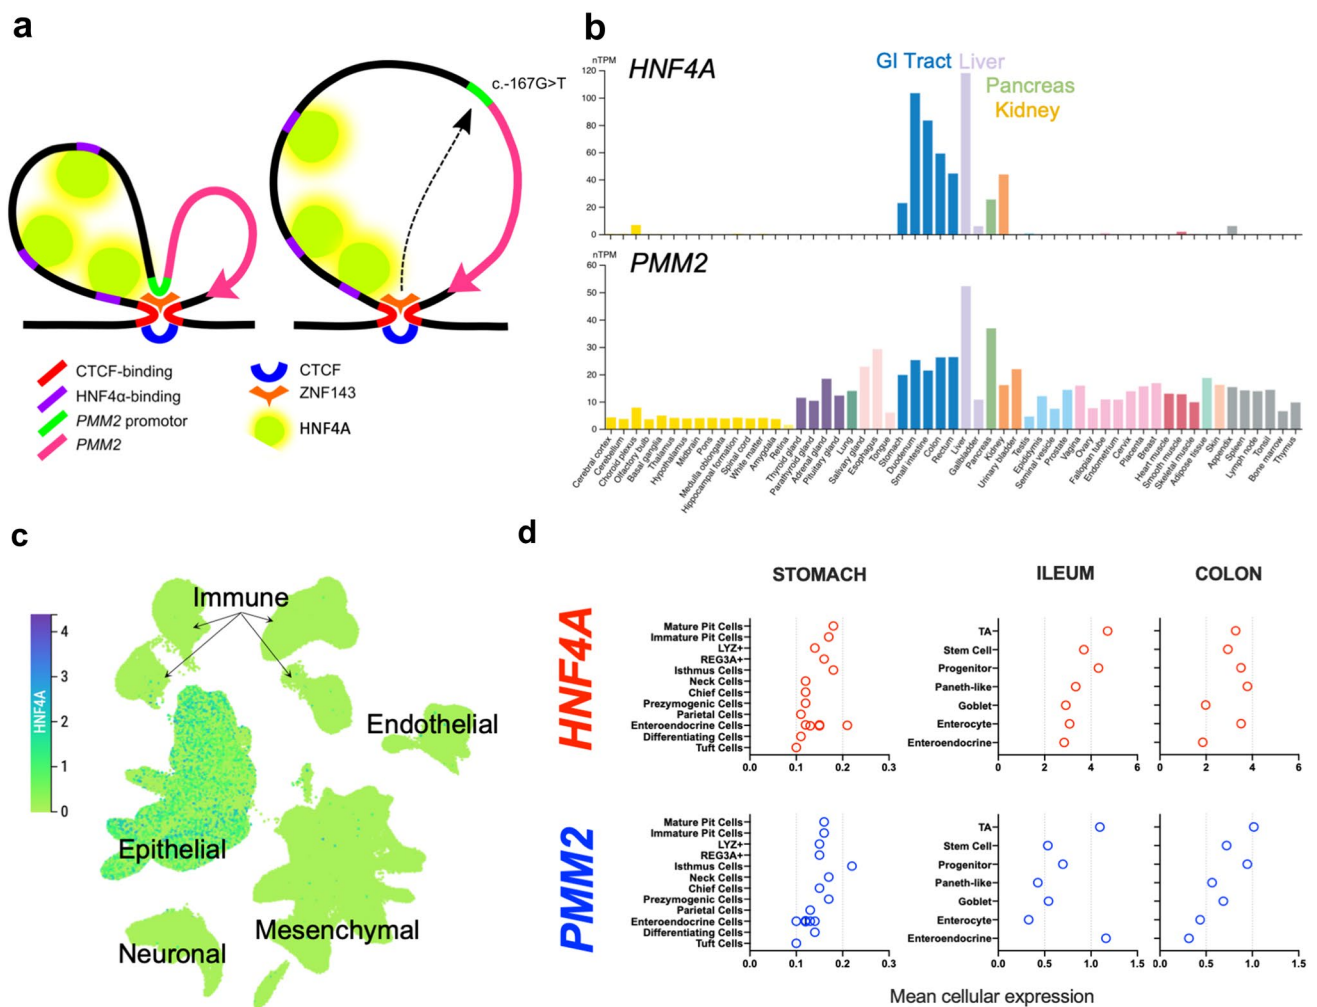 a
c.-167G>T
CTCF-binding
HNF4α-binding
PMM2 promotor
PMM2
CTCF
ZNF143
HNF4A
b
nTPM
HNF4A
GI Tract Liver
Pancreas
Kidney
120
100
80
60
40
20
0
nTPM
PMM2
60
50
40
30
20
10
0
Cerebral cortex
Cerebellum
Choroid plexus
Olfactory bulb
Basal ganglia
Thalamus
Hypothalamus
Midbrain
Pons
Medulla oblongata
Hippocampal formation
Spinal cord
White matter
Amygdala
Retina
Thyroid gland
Parathyroid gland
Adrenal gland
Pituitary gland
Lung
Salivary gland
Esophagus
Tongue
Stomach
Duodenum
Small intestine
Colon
Rectum
Liver
Gallbladder
Pancreas
Kidney
Urinary bladder
Testis
Epididymis
Seminal vesicle
Prostate
Vagina
Ovary
Fallopian tube
Endometrium
Cervix
Placenta
Breast
Heart muscle
Smooth muscle
Skeletal muscle
Adipose tissue
Skin
Appendix
Spleen
Lymph node
Tonsil
Bone marrow
Thymus
c
HNF4A
4
3
2
1
0
Immune
Endothelial
Epithelial
Mesenchymal
Neuronal
d
STOMACH
ILEUM
COLON
HNF4A
Mature Pit Cells
Immature Pit Cells
LYZ+
REG3A+
Isthmus Cells
Neck Cells
Chief Cells
Prezymogenic Cells
Parietal Cells
Enteroendocrine Cells
Differentiating Cells
Tuft Cells
0.0 0.1 0.2 0.3
TA
Stem Cell
Progenitor
Paneth-like
Goblet
Enterocyte
Enteroendocrine
0 2 4 6
0 2 4 6
PMM2
Mature Pit Cells
Immature Pit Cells
LYZ+
REG3A+
Isthmus Cells
Neck Cells
Chief Cells
Prezymogenic Cells
Parietal Cells
Enteroendocrine Cells
Differentiating Cells
Tuft Cells
0.0 0.1 0.2 0.3
TA
Stem Cell
Progenitor
Paneth-like
Goblet
Enterocyte
Enteroendocrine
0.0 0.5 1.0 1.5
0.0 0.5 1.0 1.5
Mean cellular expression